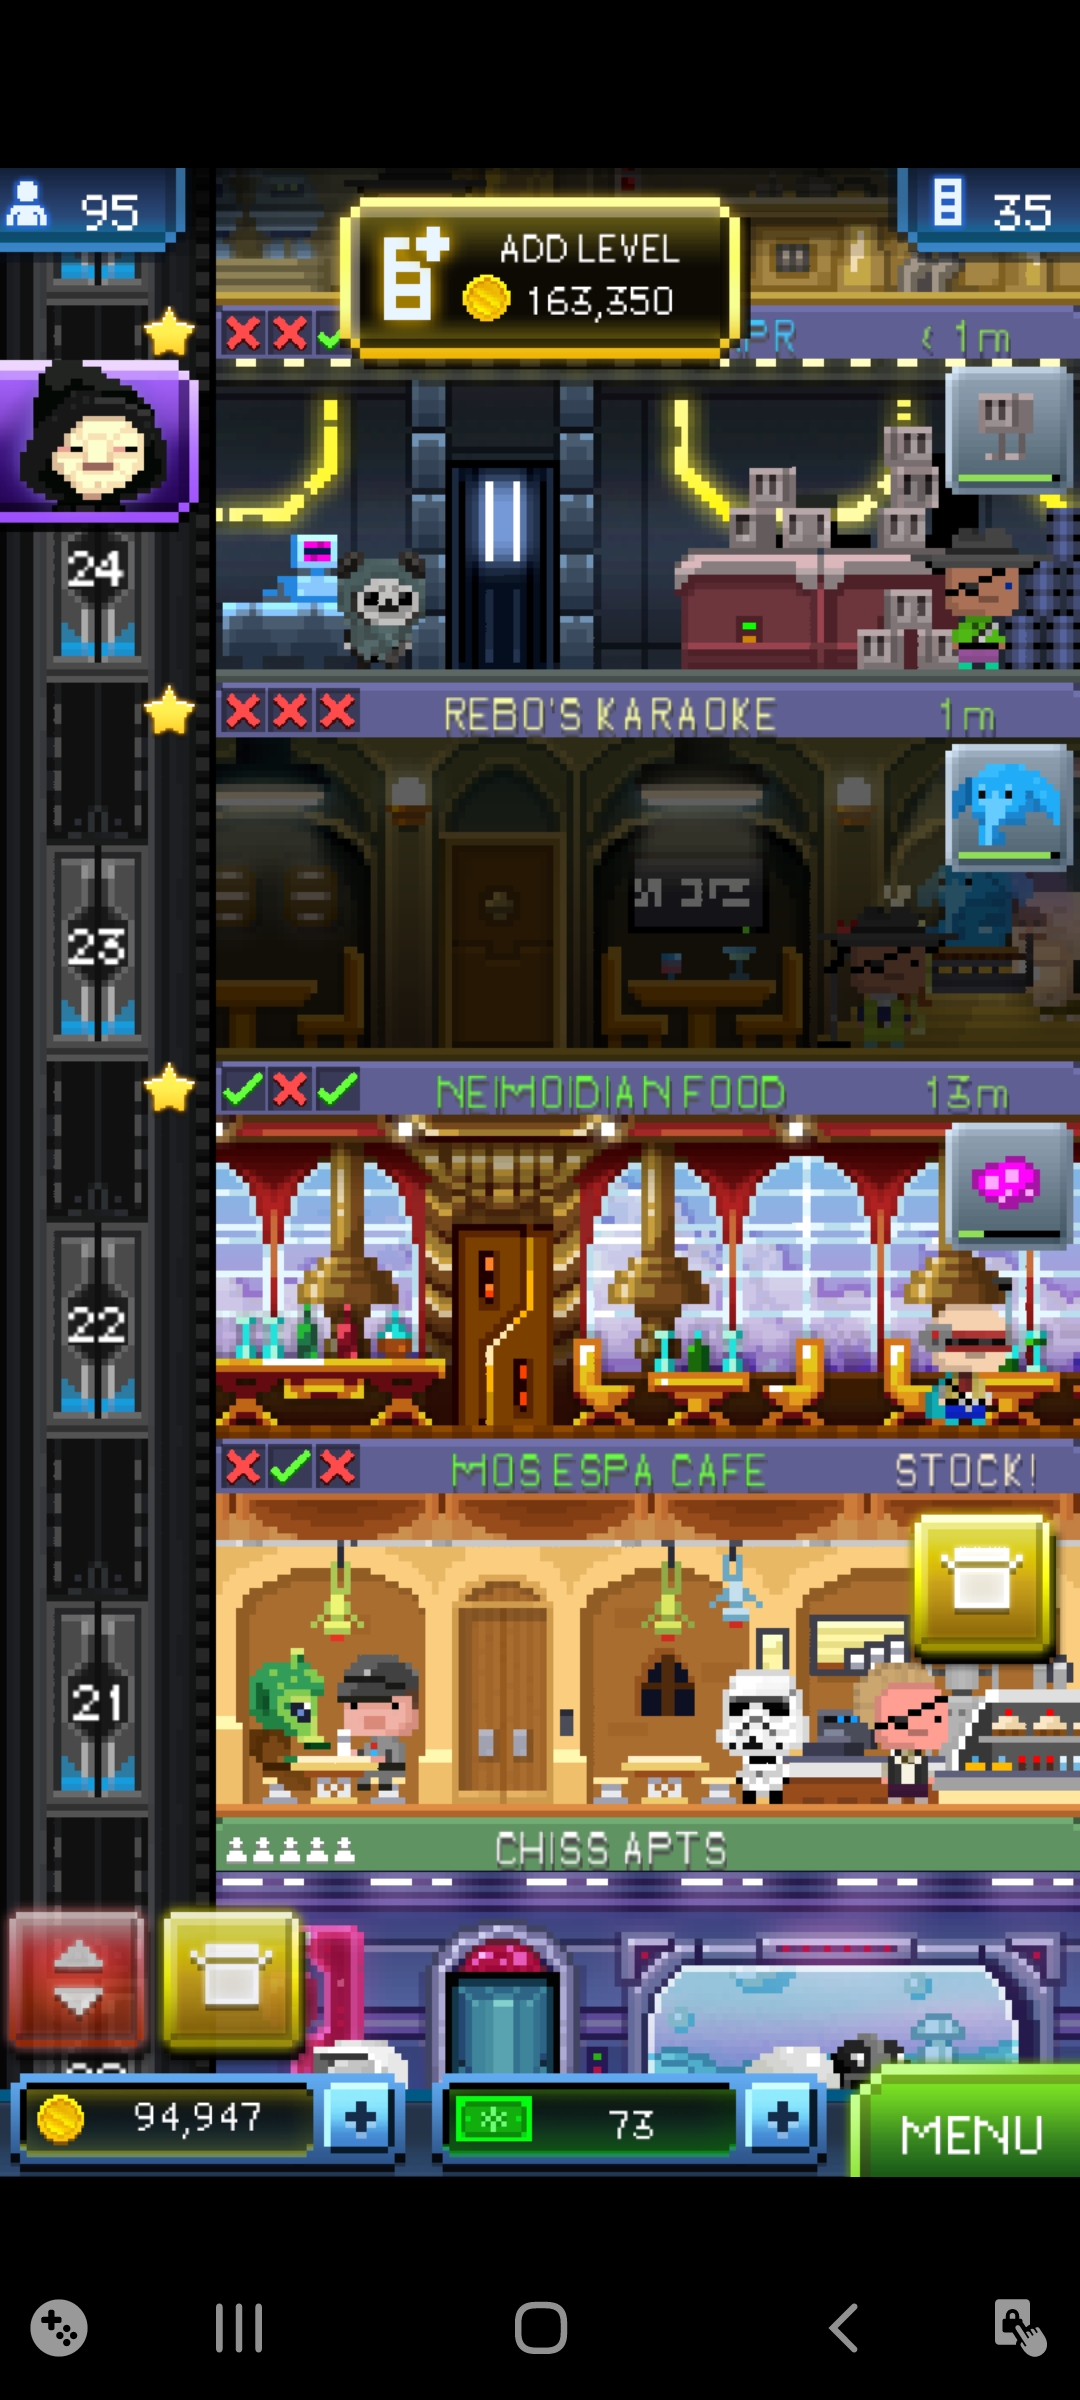 95
ADD LEVEL
163,350
35
PR
< 1m
24
REBO'S KARAOKE
1m
23
NEIMOIDIAN FOOD
13m
22
MOS ESPA CAFE
STOCK!
21
CHISS APTS
94,947
73
MENU